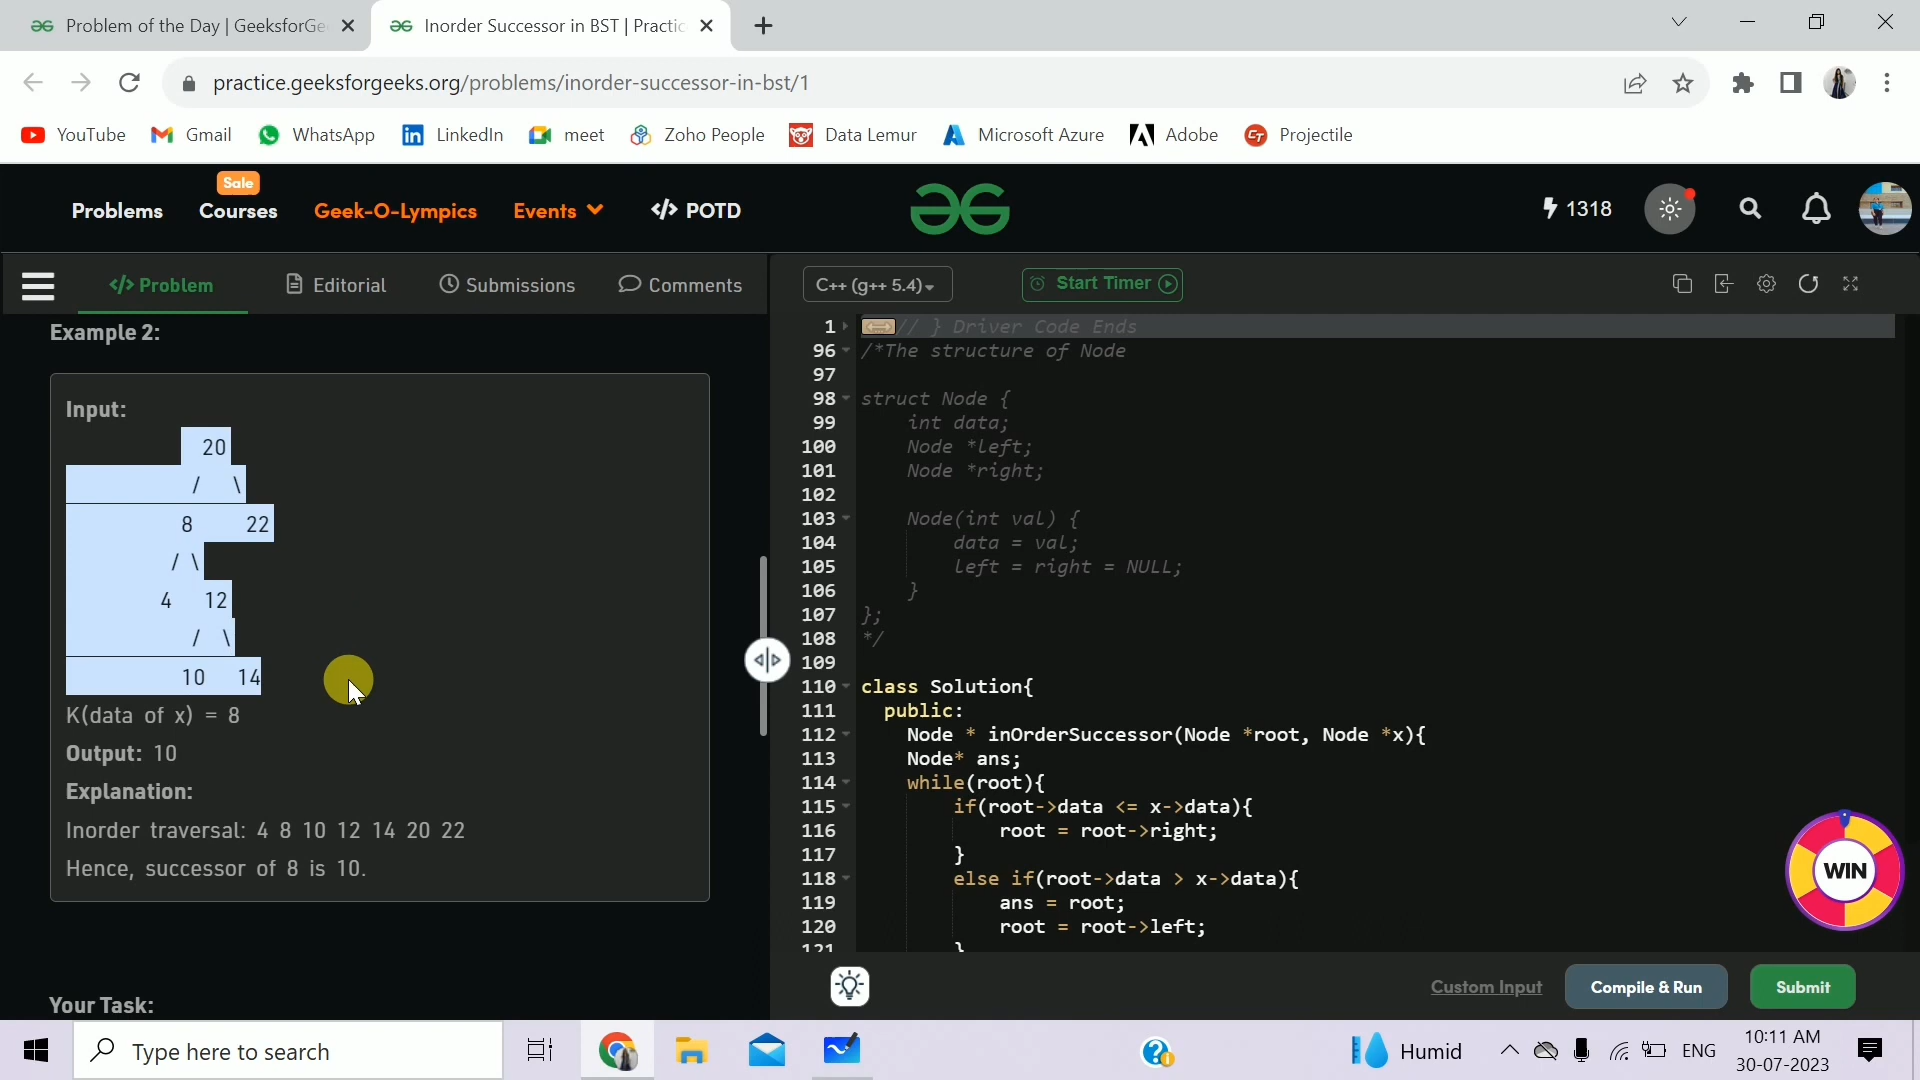 Problem of the Day | GeeksforGe
Inorder Successor in BST | Practic
practice.geeksforgeeks.org/problems/inorder-successor-in-bst/1
YouTube Gmail WhatsApp LinkedIn meet Zoho People Data Lemur Microsoft Azure Adobe Projectile
Sale
Problems Courses Geek-O-Lympics Events </> POTD
1318
</> Problem Editorial Submissions Comments
C++ (g++ 5.4)
Start Timer
Example 2:
Input:
20
/ \
8 22
/ \
4 12
/ \
10 14
K(data of x) = 8
Output: 10
Explanation:
Inorder traversal: 4 8 10 12 14 20 22
Hence, successor of 8 is 10.
Your Task:
1 // } Driver Code Ends
96 /*The structure of Node
97
98 struct Node {
99 int data;
100 Node *left;
101 Node *right;
102
103 Node(int val) {
104 data = val;
105 left = right = NULL;
106 }
107 };
108 */
109
110 class Solution{
111 public:
112 Node * inOrderSuccessor(Node *root, Node *x){
113 Node* ans;
114 while(root){
115 if(root->data <= x->data){
116 root = root->right;
117 }
118 else if(root->data > x->data){
119 ans = root;
120 root = root->left;
121 }
WIN
Custom Input Compile & Run Submit
Type here to search
Humid
ENG
10:11 AM
30-07-2023